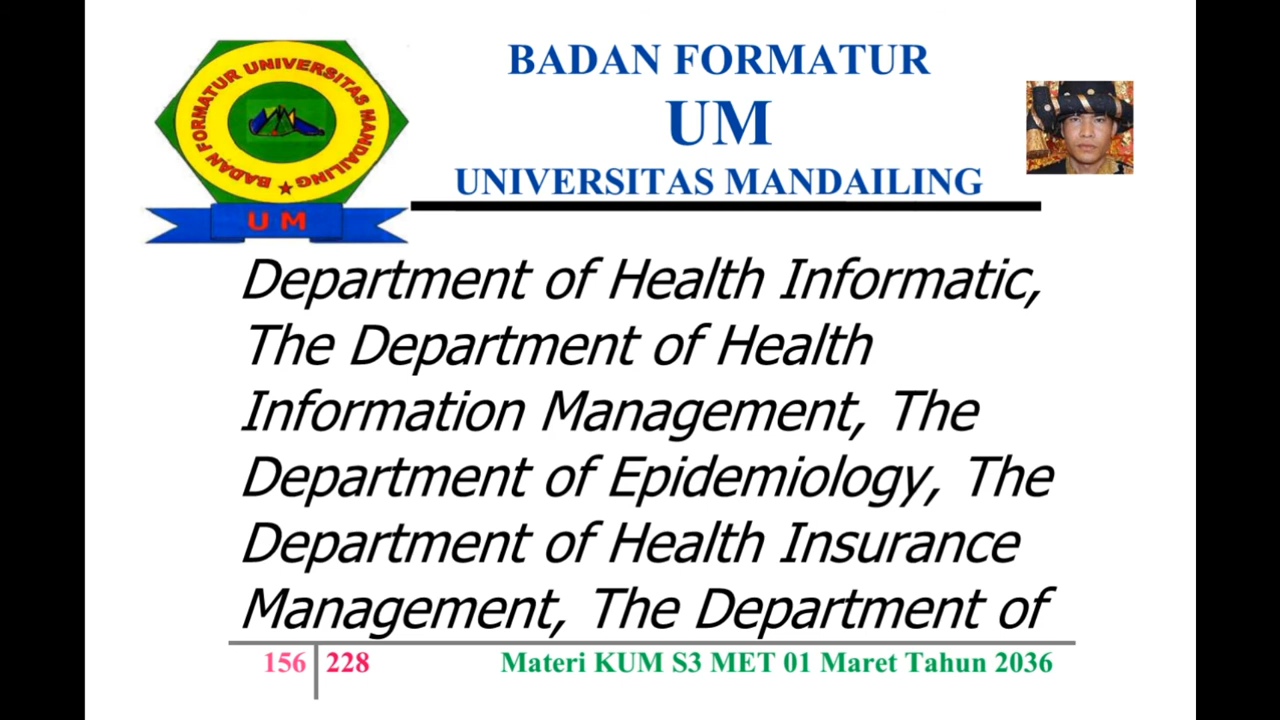 BADAN FORMATUR UNIVERSITAS MANDAILING
UM
BADAN FORMATUR
UM
UNIVERSITAS MANDAILING
Department of Health Informatic,
The Department of Health
Information Management, The
Department of Epidemiology, The
Department of Health Insurance
Management, The Department of
156 228 Materi KUM S3 MET 01 Maret Tahun 2036